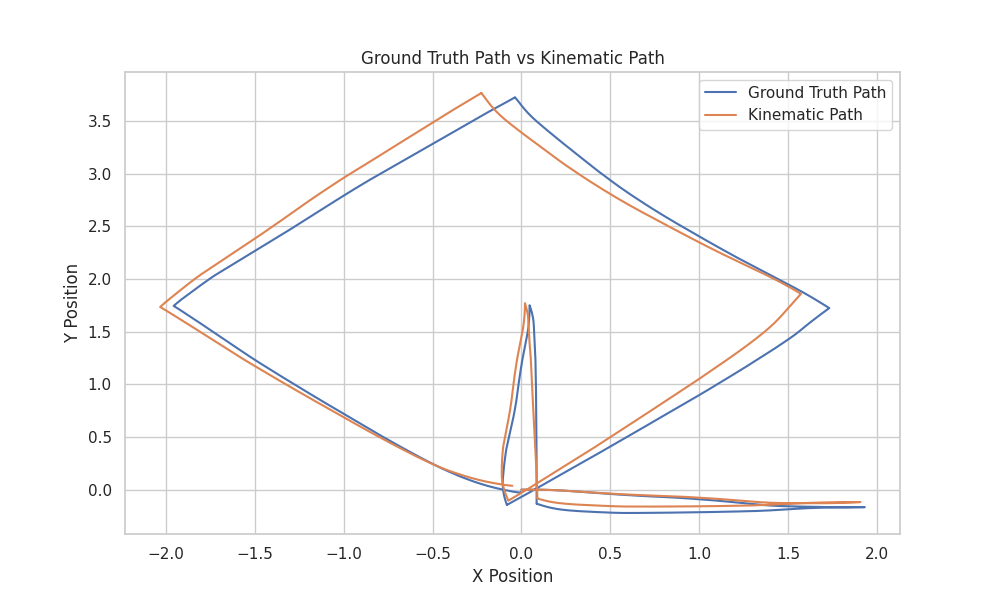 Ground Truth Path vs Kinematic Path
Ground Truth Path
Kinematic Path
3.5
3.0
2.5
2.0
1.5
1.0
0.5
0.0
Y Position
−2.0 −1.5 −1.0 −0.5 0.0 0.5 1.0 1.5 2.0
X Position